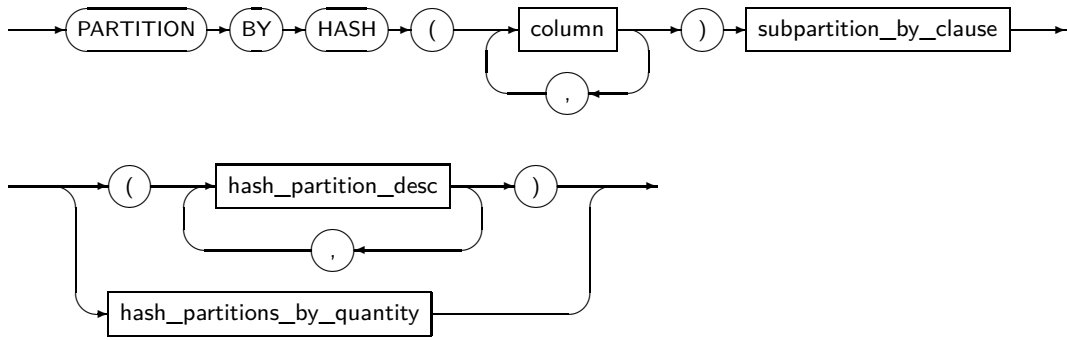 PARTITION BY HASH ( column ) subpartition_by_clause
,
( hash_partition_desc )
,
hash_partitions_by_quantity